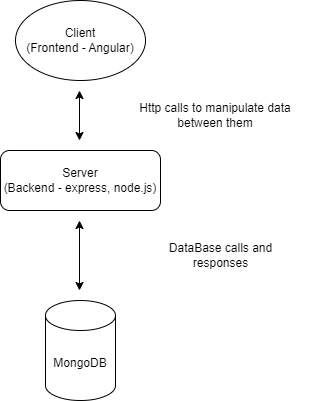 Client
(Frontend - Angular)
Http calls to manipulate data
between them
Server
(Backend - express, node.js)
DataBase calls and
responses
MongoDB